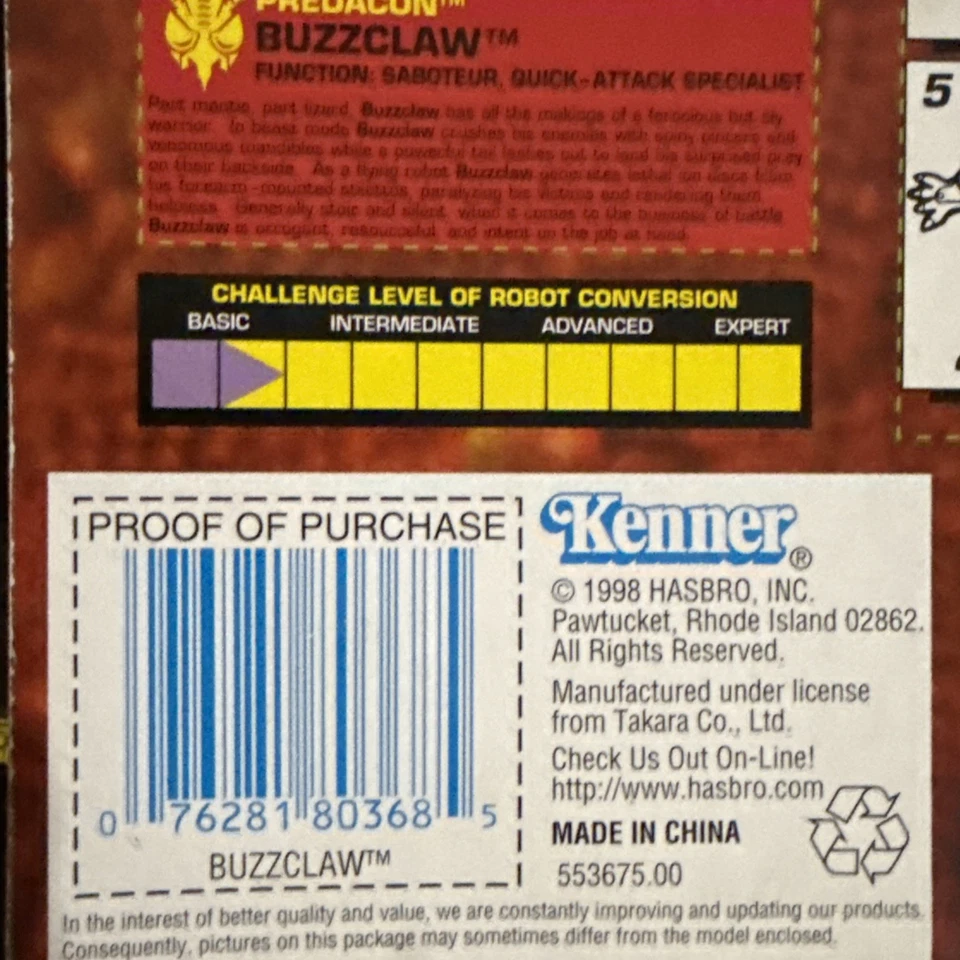 PREDACON™
BUZZCLAW™
FUNCTION: SABOTEUR, QUICK-ATTACK SPECIALIST
Part mantis, part lizard, Buzzclaw has all the makings of a ferocious but sly
warrior. In beast mode Buzzclaw crushes his enemies with spiny pincers and
venomous mandibles while a powerful tail lashes out to land his surprised prey
on their backside. As a flying robot Buzzclaw generates lethal ion discs from
his forearm-mounted stilettos, paralyzing his victims and rendering them
helpless. Generally stoic and silent, when it comes to the business of battle
Buzzclaw is arrogant, resourceful and intent on the job at hand.
CHALLENGE LEVEL OF ROBOT CONVERSION
BASIC INTERMEDIATE ADVANCED EXPERT
5
PROOF OF PURCHASE
0 76281 80368 5
BUZZCLAW™
Kenner®
© 1998 HASBRO, INC.
Pawtucket, Rhode Island 02862.
All Rights Reserved.
Manufactured under license
from Takara Co., Ltd.
Check Us Out On-Line!
http://www.hasbro.com
MADE IN CHINA
553675.00
In the interest of better quality and value, we are constantly improving and updating our products.
Consequently, pictures on this package may sometimes differ from the model enclosed.